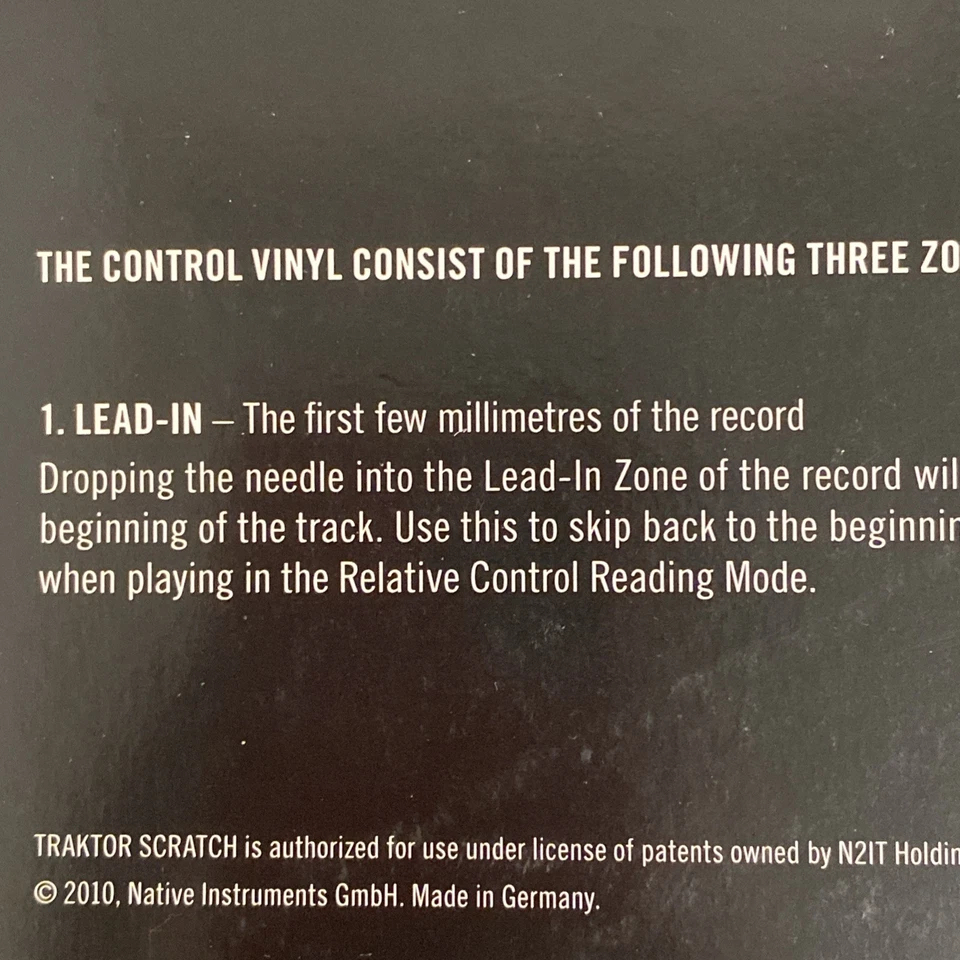 THE CONTROL VINYL CONSIST OF THE FOLLOWING THREE
1. LEAD-IN – The first few millimetres of the record
Dropping the needle into the Lead-In Zone of the record
beginning of the track. Use this to skip back to the
when playing in the Relative Control Reading Mode.
TRAKTOR SCRATCH is authorized for use under license of patents owned by N2IT
© 2010, Native Instruments GmbH. Made in Germany.